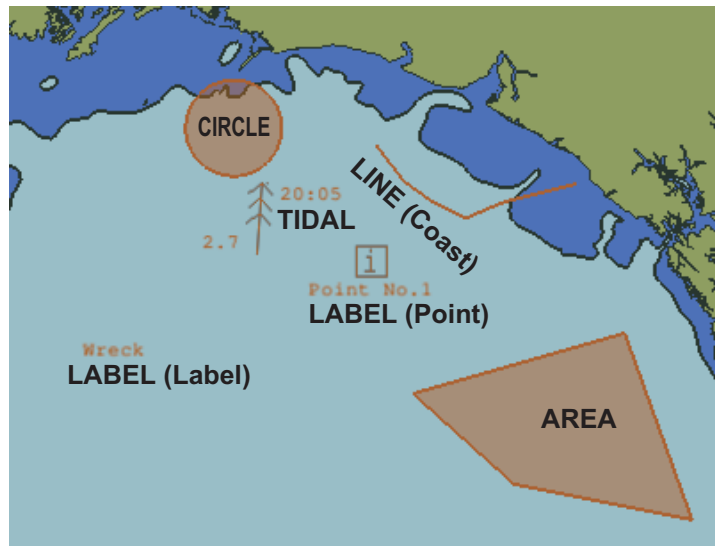 CIRCLE
LINE (Coast)
20:05
TIDAL
2.7
i
Point No.1
LABEL (Point)
Wreck
LABEL (Label)
AREA